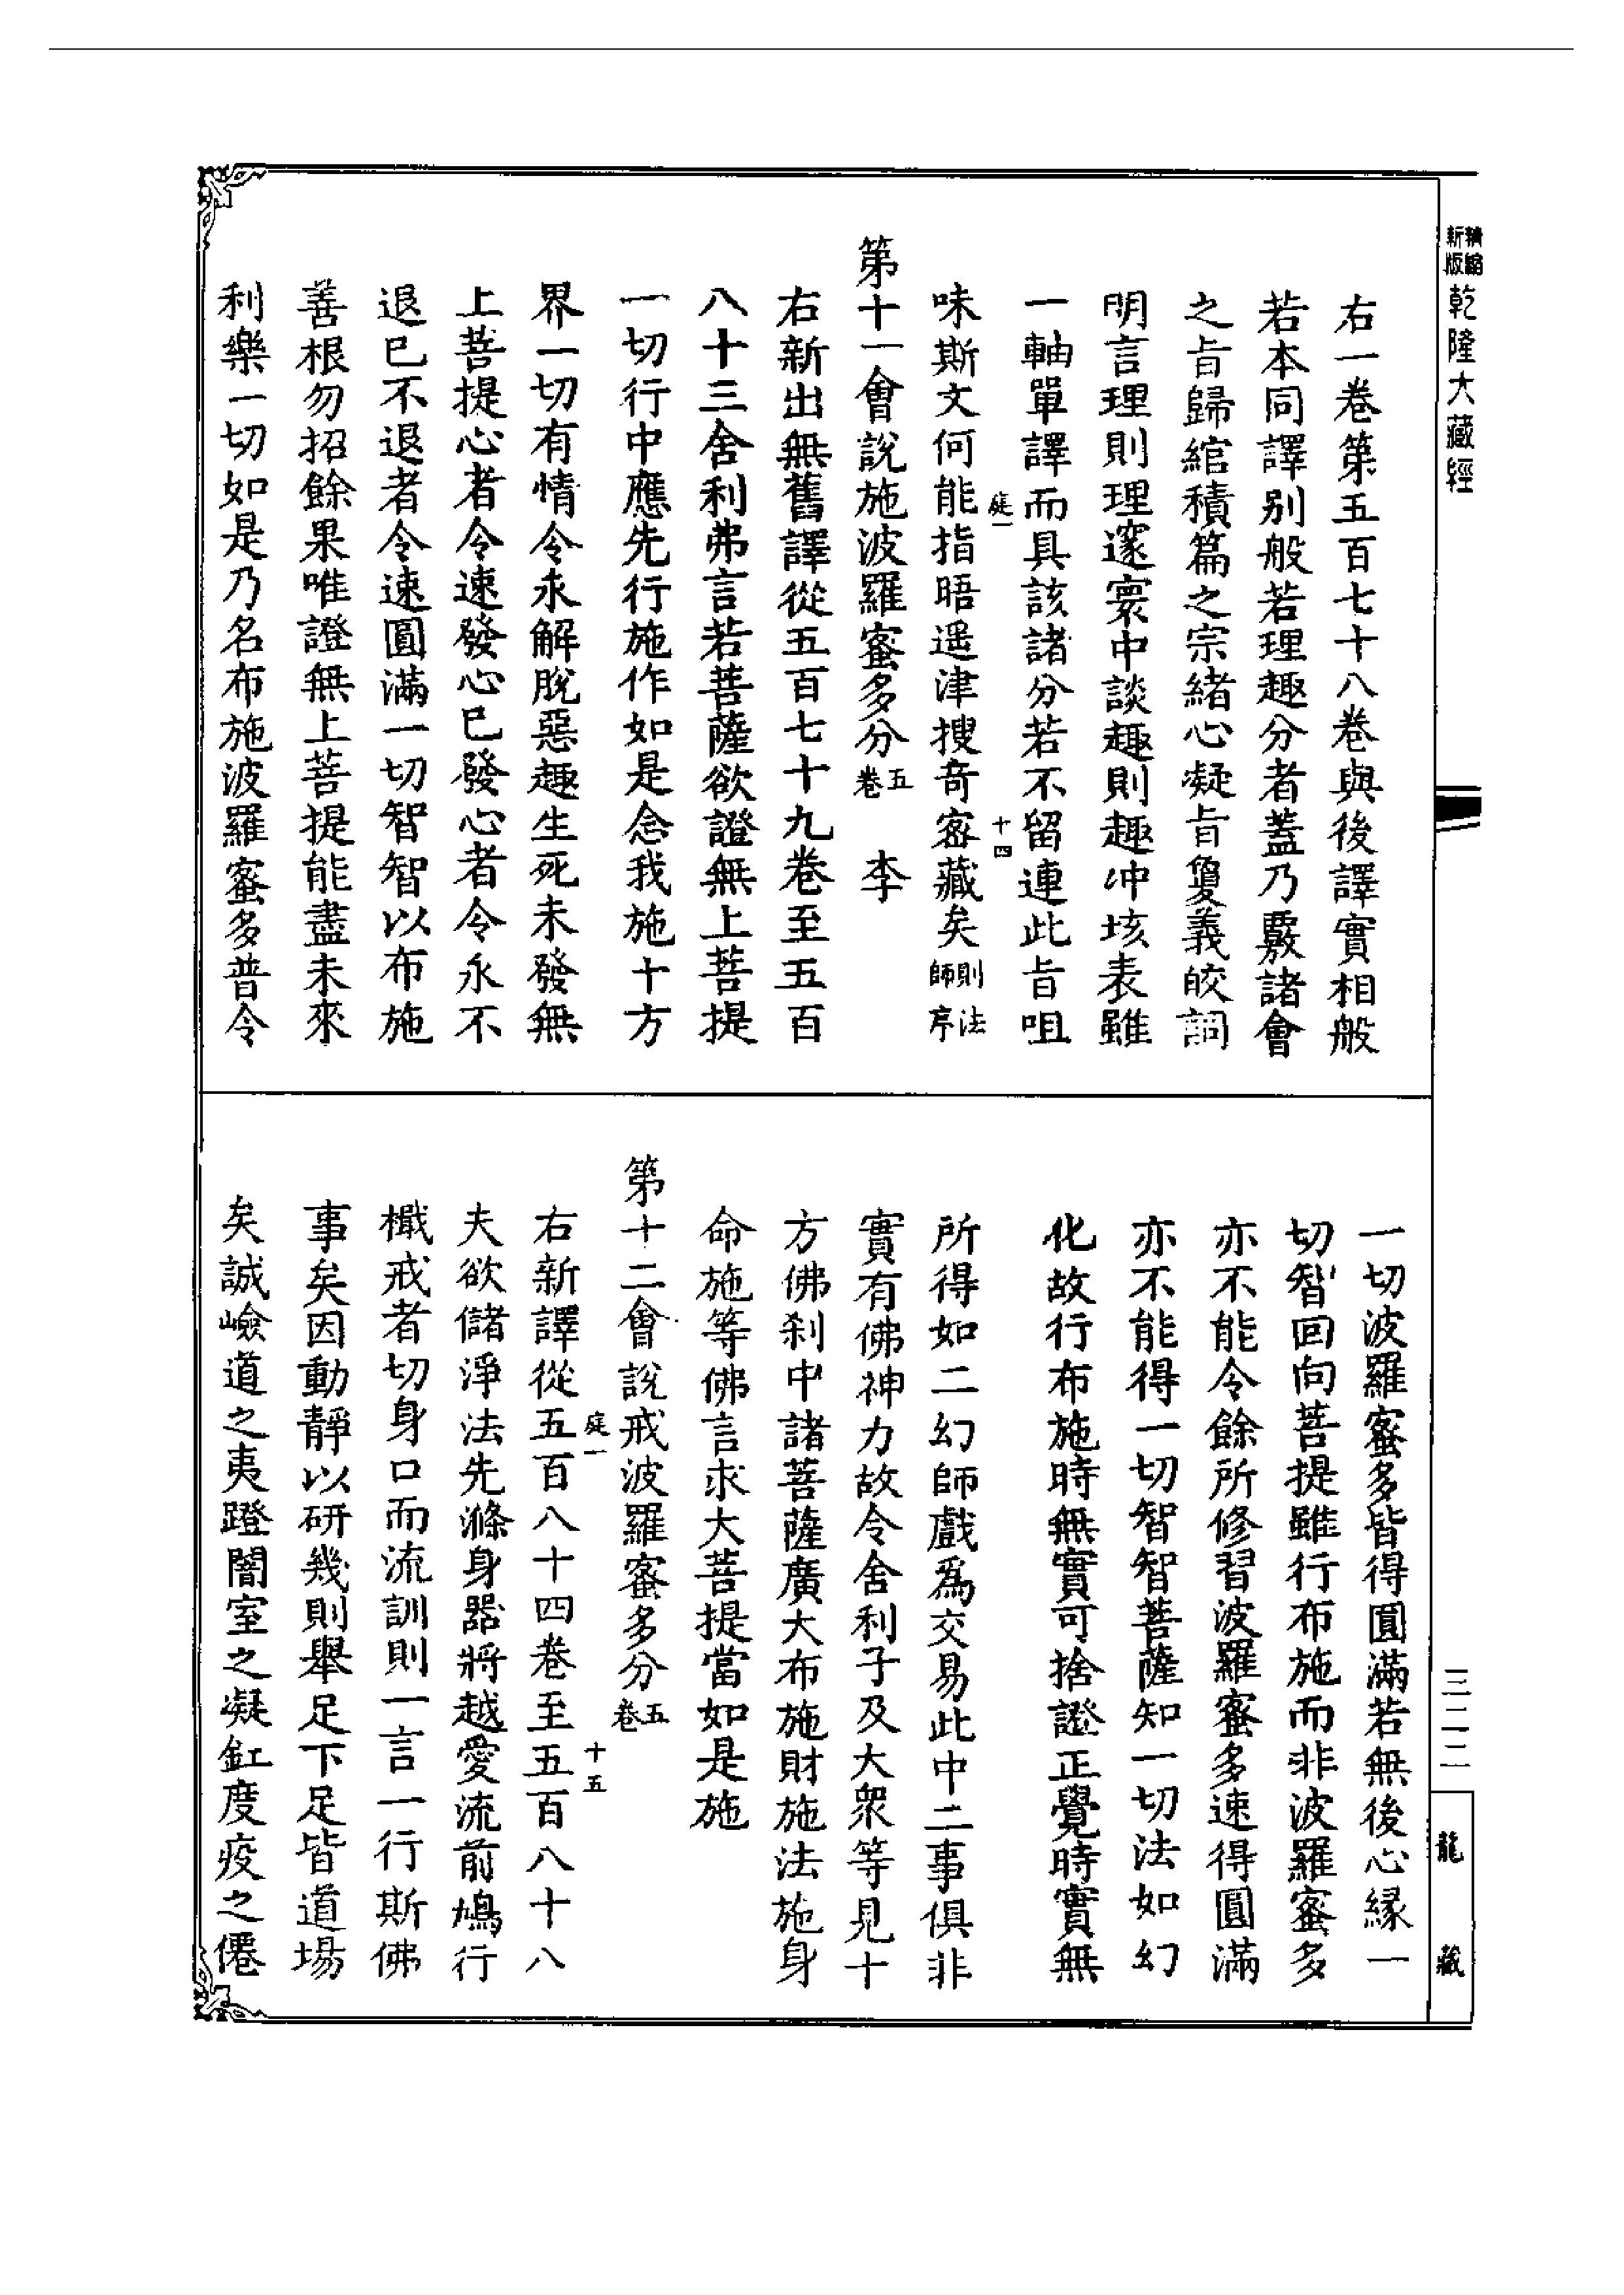 精縮新版乾隆大藏經
右一卷第五百七十八卷與後譯實相般
若本同譯别般若理趣分者蓋乃覈諸會
之旨歸綰積篇之宗緒心凝旨敻義皎詞
明言理則理邃寰中談趣則趣冲垓表雖
一軸單譯而具該諸分若不留連此旨咀
庭一 十四
味斯文何能指晤遥津搜奇密藏矣則法師序
第十一會說施波羅蜜多分五卷 李
右新出無舊譯從五百七十九卷至五百
八十三舍利弗言若菩薩欲證無上菩提
一切行中應先行施作如是念我施十方
界一切有情令永解脫惡趣生死未發無
上菩提心者令速發心已發心者令永不
退已不退者令速圓滿一切智智以布施
善根勿招餘果唯證無上菩提能盡未來
利樂一切如是乃名布施波羅蜜多普令
一切波羅蜜多皆得圓滿若無後心緣一
切智回向菩提雖行布施而非波羅蜜多
亦不能令餘所修習波羅蜜多速得圓滿
亦不能得一切智智菩薩知一切法如幻
化故行布施時無實可捨證正覺時實無
所得如二幻師戲為交易此中二事俱非
實有佛神力故令舍利子及大衆等見十
方佛刹中諸菩薩廣大布施財施法施身
命施等佛言求大菩提當如是施
第十二會說戒波羅蜜多分五卷
庭一 十五
右新譯從五百八十四卷至五百八十八
夫欲儲淨法先滌身器將越愛流前鳩行
檝戒者切身口而流訓則一言一行斯佛
事矣因動靜以研幾則舉足下足皆道場
矣誠嶮道之夷蹬闇室之凝釭度疫之僊
三二二
龍藏